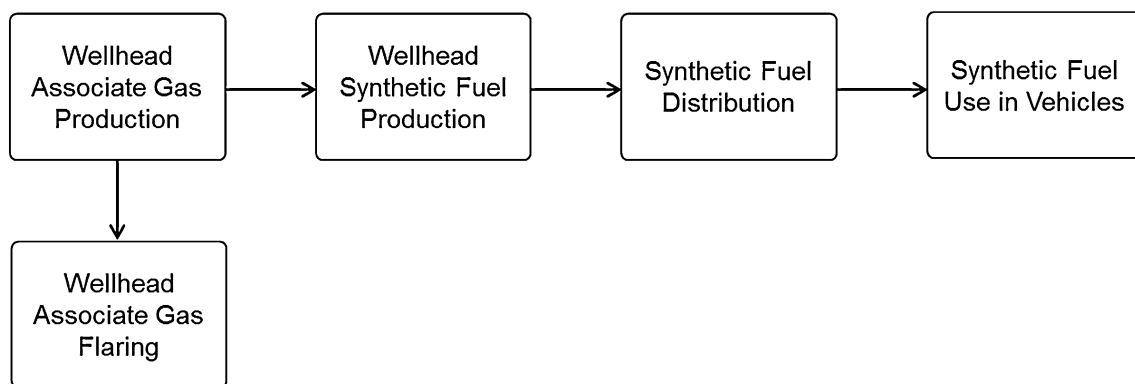 Wellhead
Associate Gas
Production
Wellhead
Synthetic Fuel
Production
Synthetic Fuel
Distribution
Synthetic Fuel
Use in Vehicles
Wellhead
Associate Gas
Flaring